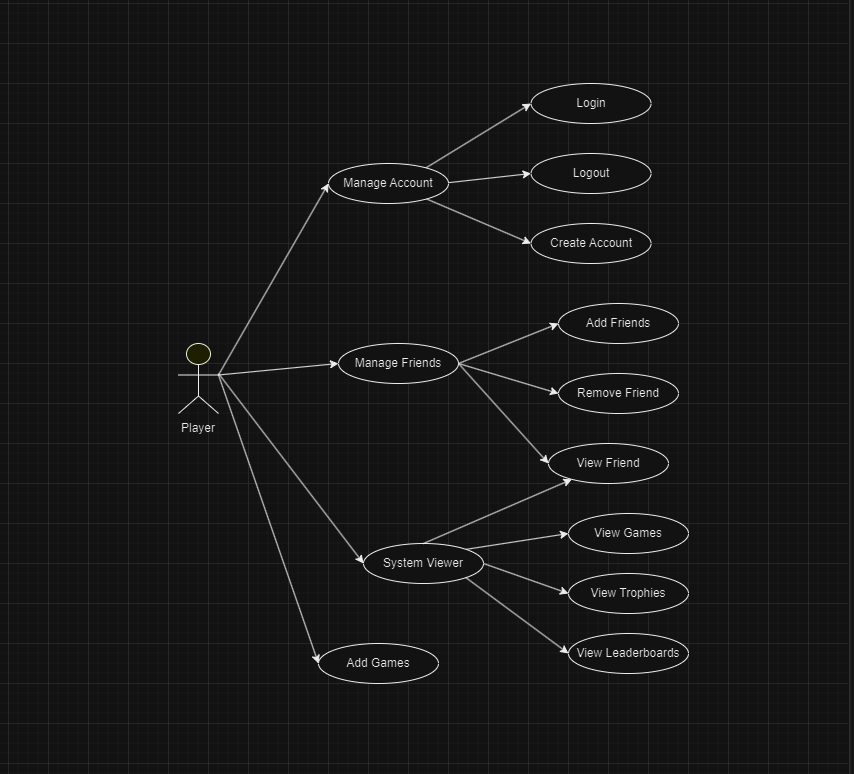 Login
Manage Account
Logout
Create Account
Add Friends
Manage Friends
Remove Friend
Player
View Friend
View Games
System Viewer
View Trophies
View Leaderboards
Add Games